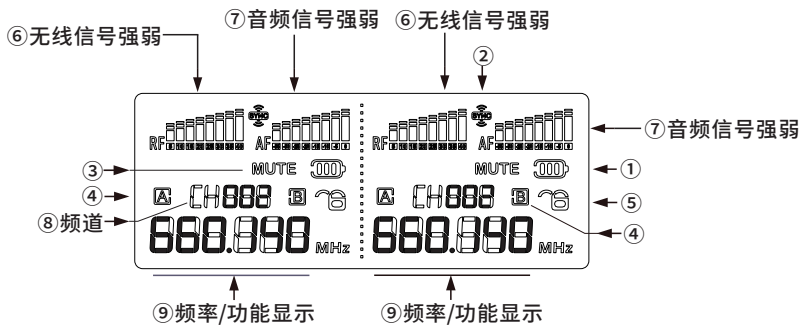 ⑥无线信号强弱 ⑦音频信号强弱 ⑥无线信号强弱
②
SYNC SYNC
RF AF RF AF ⑦音频信号强弱
③ MUTE MUTE ①
④ A CH888 B A CH888 B ⑤
⑧频道 ④
660.340 MHz 660.340 MHz
⑨频率/功能显示 ⑨频率/功能显示